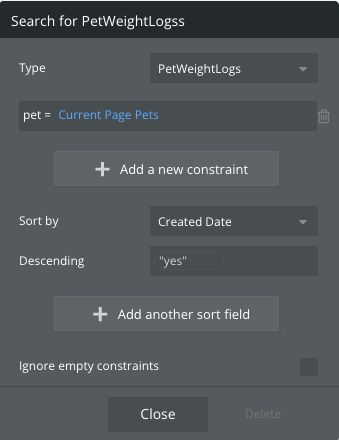 Search for PetWeightLogss
Type PetWeightLogs
pet = Current Page Pets
Add a new constraint
Sort by Created Date
Descending "yes"
Add another sort field
Ignore empty constraints
Close Delete